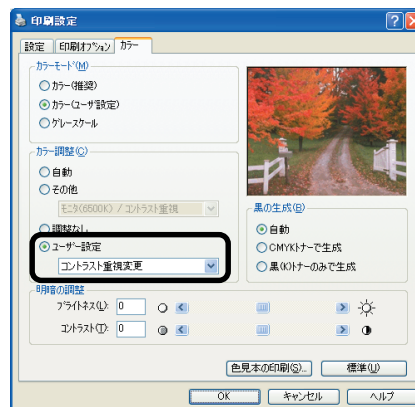 印刷設定
設定 印刷オプション カラー
カラーモード(M)
カラー(推奨)
カラー(ユーザ設定)
グレースケール
カラー調整(C)
自動
その他
モニタ(6500K) / コントラスト重視
調整なし
ユーザー設定
コントラスト重視変更
黒の生成(B)
自動
CMYKトナーで生成
黒(K)トナーのみで生成
明暗の調整
ブライトネス(L): 0
コントラスト(T): 0
色見本の印刷(S)... 標準(U)
OK キャンセル ヘルプ